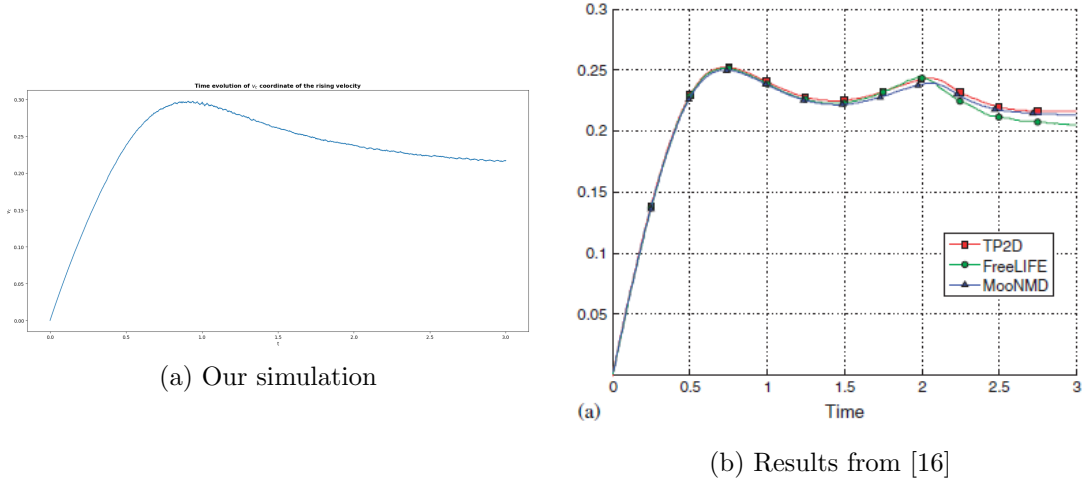 Time evolution of v_c coordinate of the rising velocity
0.30
0.25
0.20
0.15
0.10
0.05
0.00
v_c
0.0 0.5 1.0 1.5 2.0 2.5 3.0
t
(a) Our simulation
0.3
0.25
0.2
0.15
0.1
0.05
TP2D
FreeLIFE
MooNMD
0 0.5 1 1.5 2 2.5 3
(a) Time
(b) Results from [16]